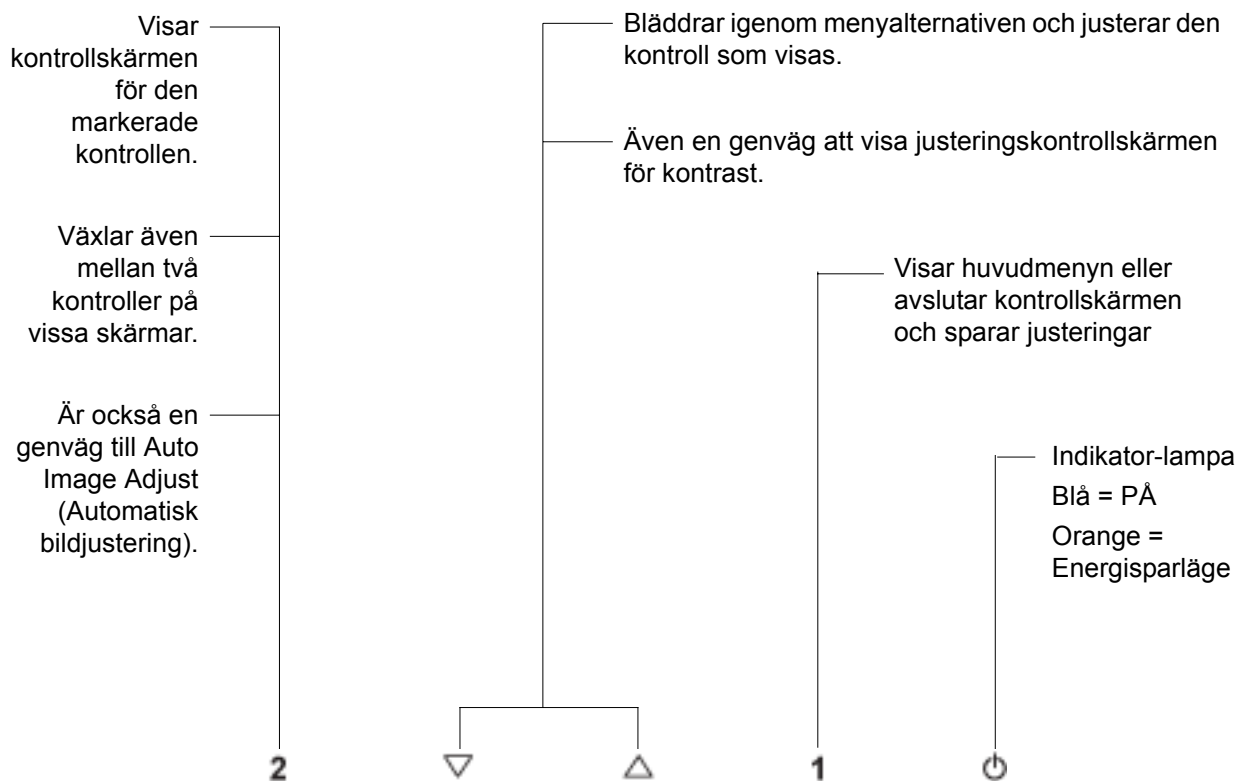 Visar
kontrollskärmen
för den
markerade
kontrollen.
Växlar även
mellan två
kontroller på
vissa skärmar.
Är också en
genväg till Auto
Image Adjust
(Automatisk
bildjustering).
Bläddrar igenom menyalternativen och justerar den
kontroll som visas.
Även en genväg att visa justeringskontrollskärmen
för kontrast.
Visar huvudmenyn eller
avslutar kontrollskärmen
och sparar justeringar
Indikator-lampa
Blå = PÅ
Orange =
Energisparläge
2
1